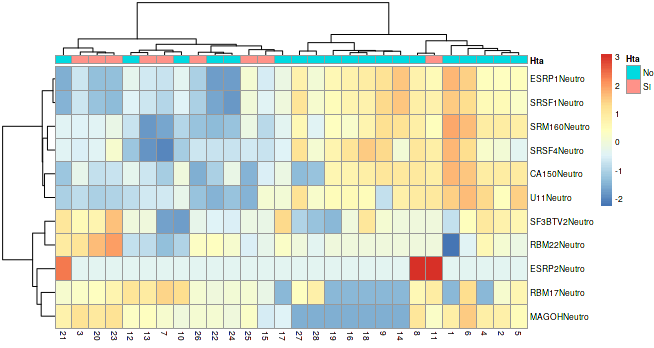 Hta
ESRP1Neutro
SRSF1Neutro
SRM160Neutro
SRSF4Neutro
CA150Neutro
U11Neutro
SF3BTV2Neutro
RBM22Neutro
ESRP2Neutro
RBM17Neutro
MAGOHNeutro
21 3 20 23 12 13 7 10 26 22 24 25 15 17 27 28 19 16 18 9 14 8 11 1 6 4 2 5
3
2
1
0
-1
-2
Hta
No
Si